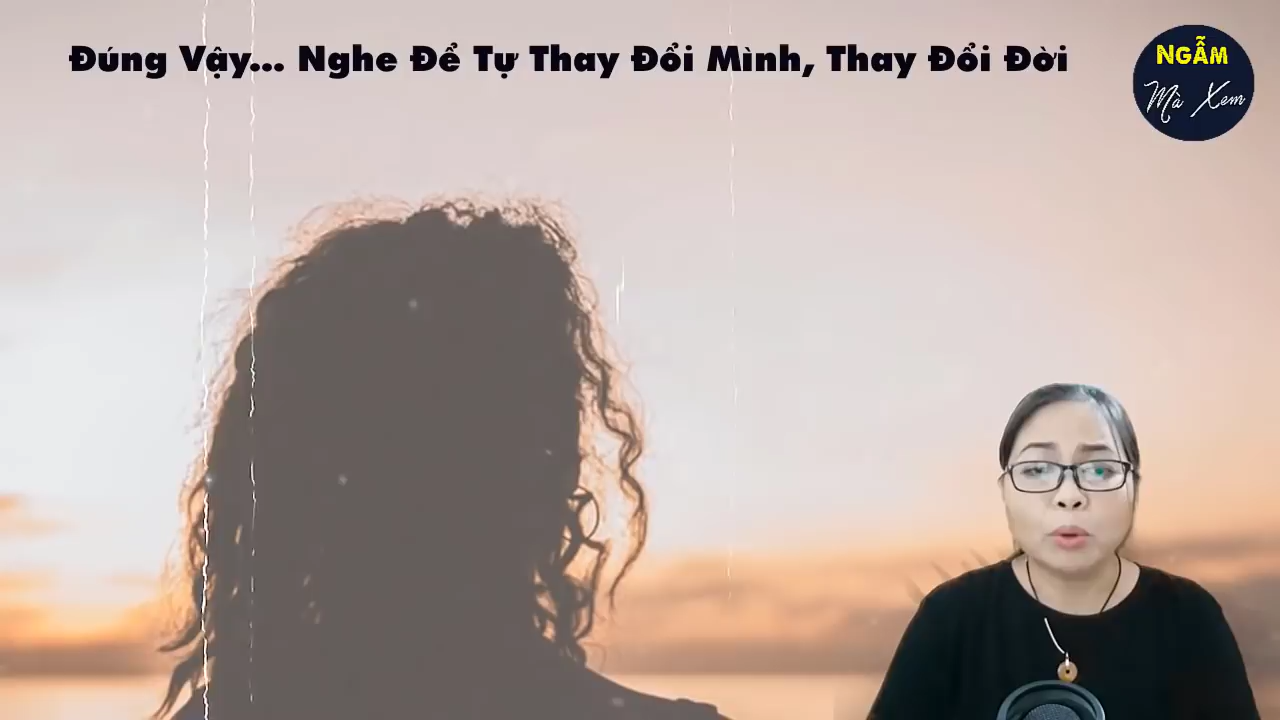 Đúng Vậy... Nghe Để Tự Thay Đổi Mình, Thay Đổi Đời
NGẪM
Mà Xem